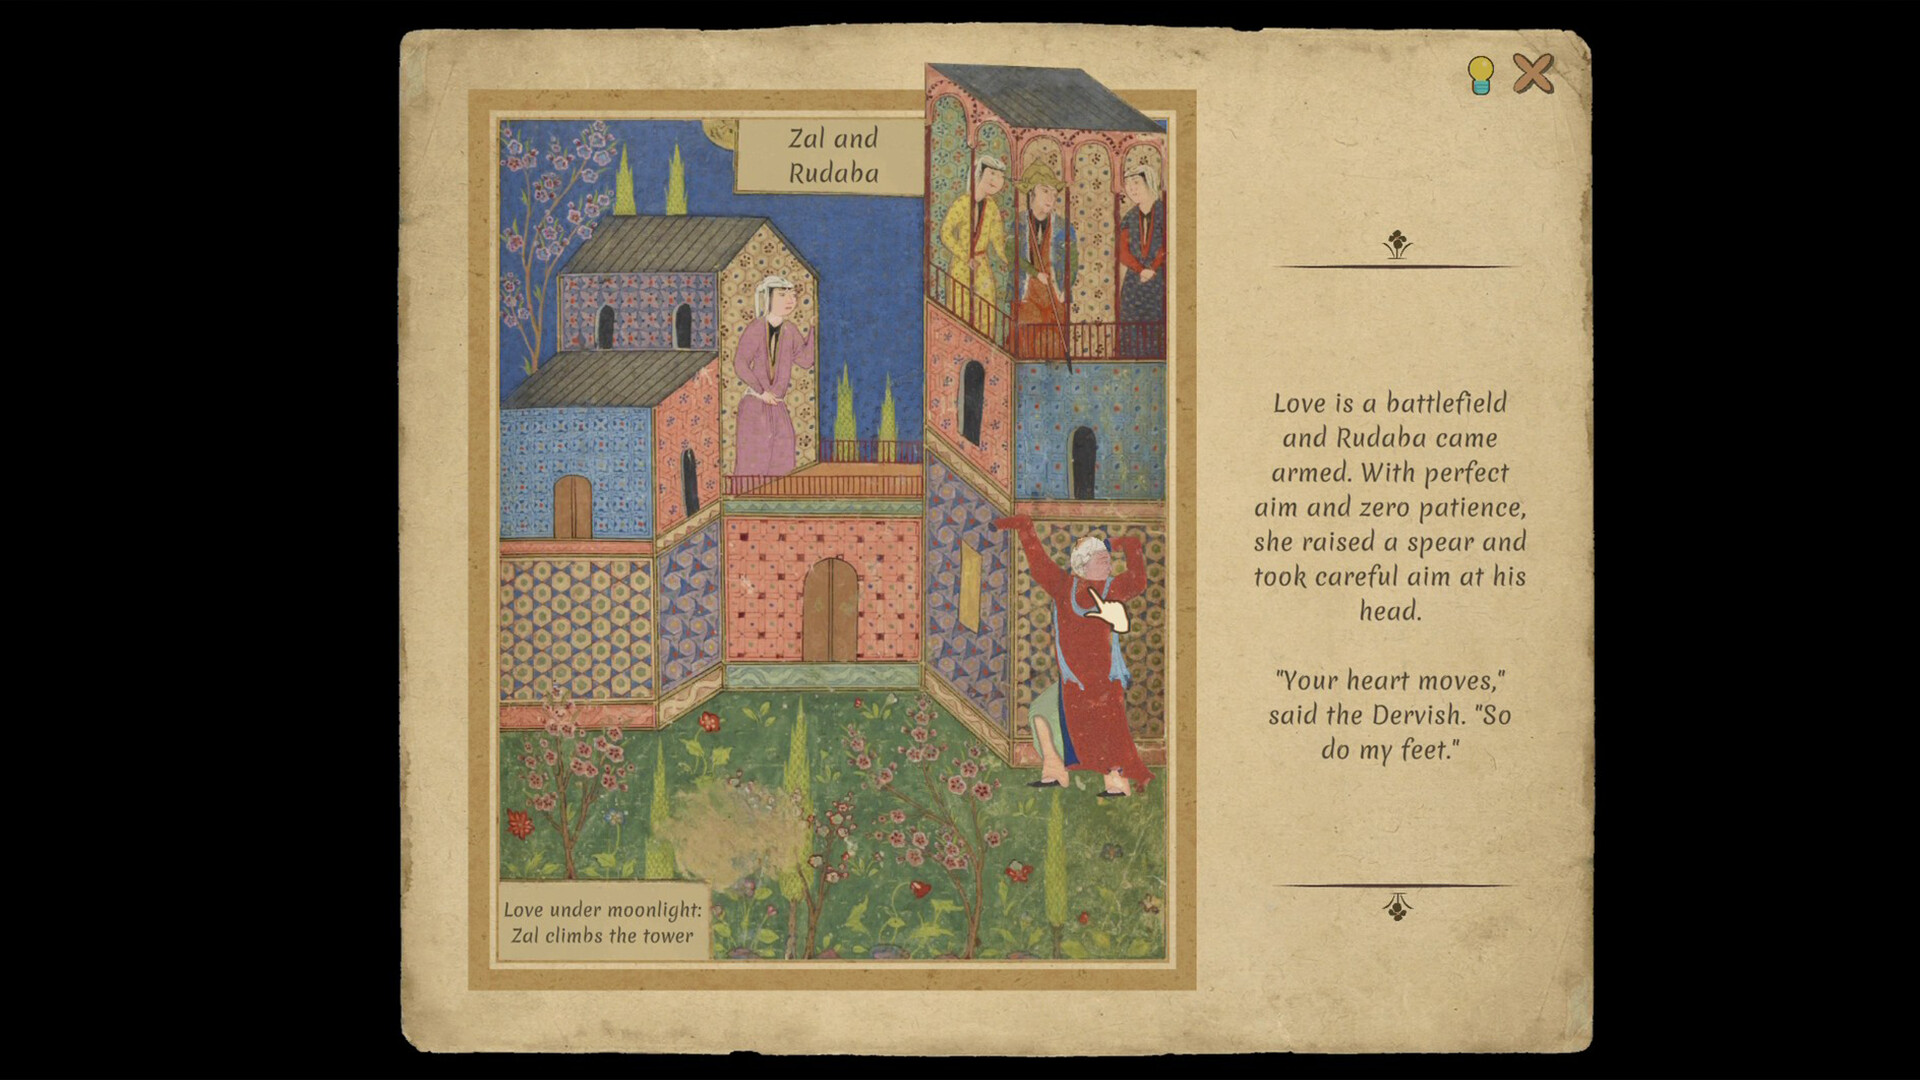 Zal and
Rudaba
Love under moonlight:
Zal climbs the tower
Love is a battlefield
and Rudaba came
armed. With perfect
aim and zero patience,
she raised a spear and
took careful aim at his
head.
"Your heart moves,"
said the Dervish. "So
do my feet."